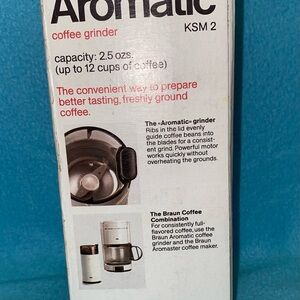 Aromatic
coffee grinder
KSM 2
capacity: 2.5 ozs.
(up to 12 cups of coffee)
The convenient way to prepare
better tasting, freshly ground
coffee.
The «Aromatic» grinder
Ribs in the lid evenly
guide coffee beans into
the blades for a consist-
ent grind. Powerful motor
works quickly without
overheating the grounds.
The Braun Coffee
Combination
For consistently full-
flavored coffee, use the
Braun Aromatic coffee
grinder and the Braun
Aromaster coffee maker.